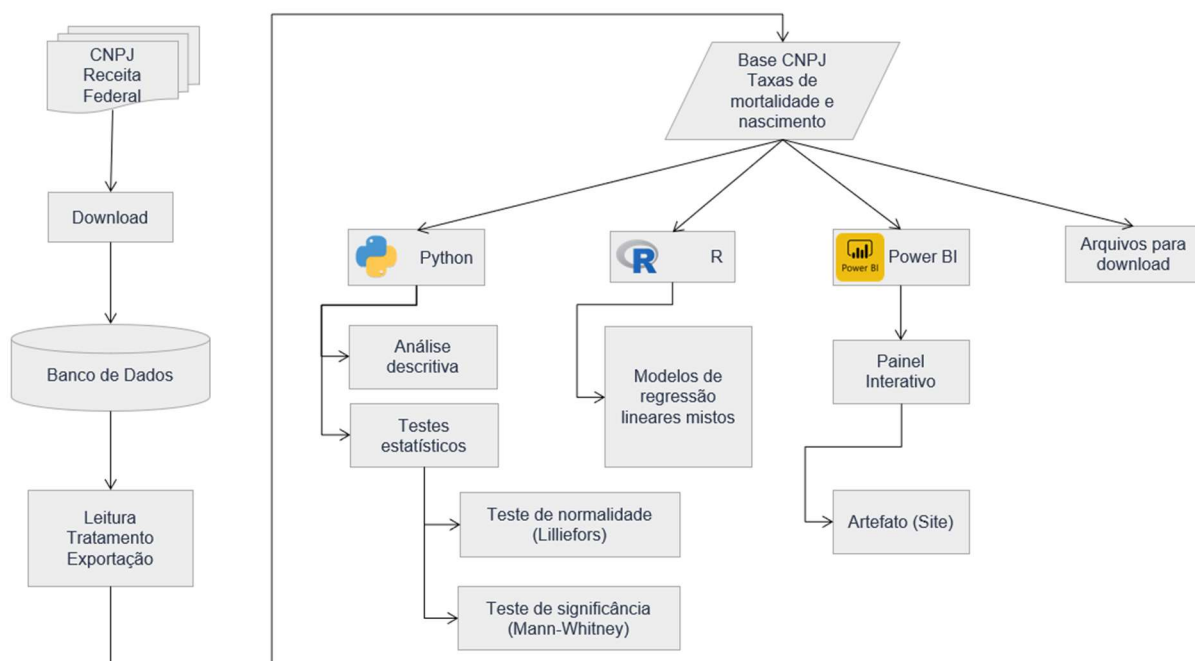 CNPJ
Receita
Federal
Download
Banco de Dados
Leitura
Tratamento
Exportação
Base CNPJ
Taxas de
mortalidade e
nascimento
Python
Análise
descritiva
Testes
estatísticos
Teste de normalidade
(Lilliefors)
Teste de significância
(Mann-Whitney)
R
R
Modelos de
regressão
lineares mistos
Power BI
Power BI
Painel
Interativo
Artefato (Site)
Arquivos para
download